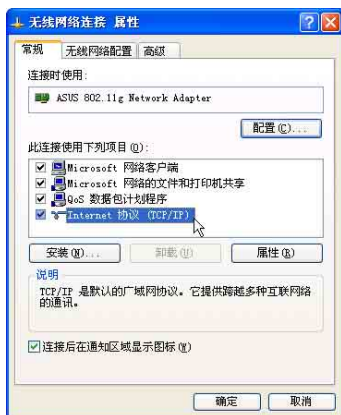 无线网络连接 属性
常规 无线网络配置 高级
连接时使用:
ASUS 802.11g Network Adapter
配置(C)...
此连接使用下列项目(O):
Microsoft 网络客户端
Microsoft 网络的文件和打印机共享
QoS 数据包计划程序
Internet 协议 (TCP/IP)
安装(N)... 卸载(U) 属性(R)
说明
TCP/IP 是默认的广域网协议。它提供跨越多种互联网络
的通讯。
连接后在通知区域显示图标(W)
确定 取消